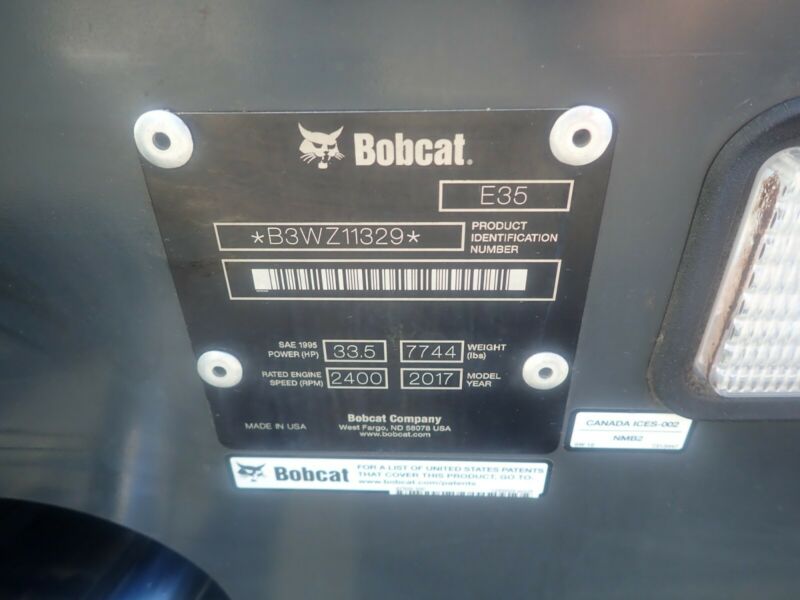 Bobcat.
E35
*B3WZ11329*
PRODUCT
IDENTIFICATION
NUMBER
SAE 1995
POWER (HP)
33.5
7744
WEIGHT
(lbs)
RATED ENGINE
SPEED (RPM)
2400
2017
MODEL
YEAR
MADE IN USA
Bobcat Company
West Fargo, ND 58078 USA
www.bobcat.com
CANADA ICES-002
NMB2
Bobcat
FOR A LIST OF UNITED STATES PATENTS
THAT COVER THIS PRODUCT, GO TO:
www.bobcat.com/patents